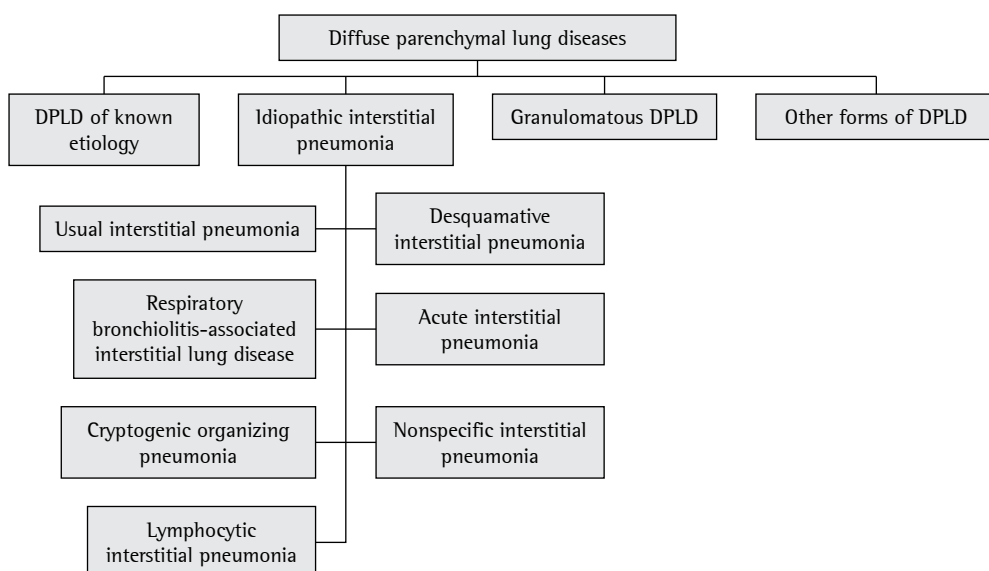 Diffuse parenchymal lung diseases
DPLD of known
etiology
Idiopathic interstitial
pneumonia
Granulomatous DPLD
Other forms of DPLD
Usual interstitial pneumonia
Desquamative
interstitial pneumonia
Respiratory
bronchiolitis-associated
interstitial lung disease
Acute interstitial
pneumonia
Cryptogenic organizing
pneumonia
Nonspecific interstitial
pneumonia
Lymphocytic
interstitial pneumonia